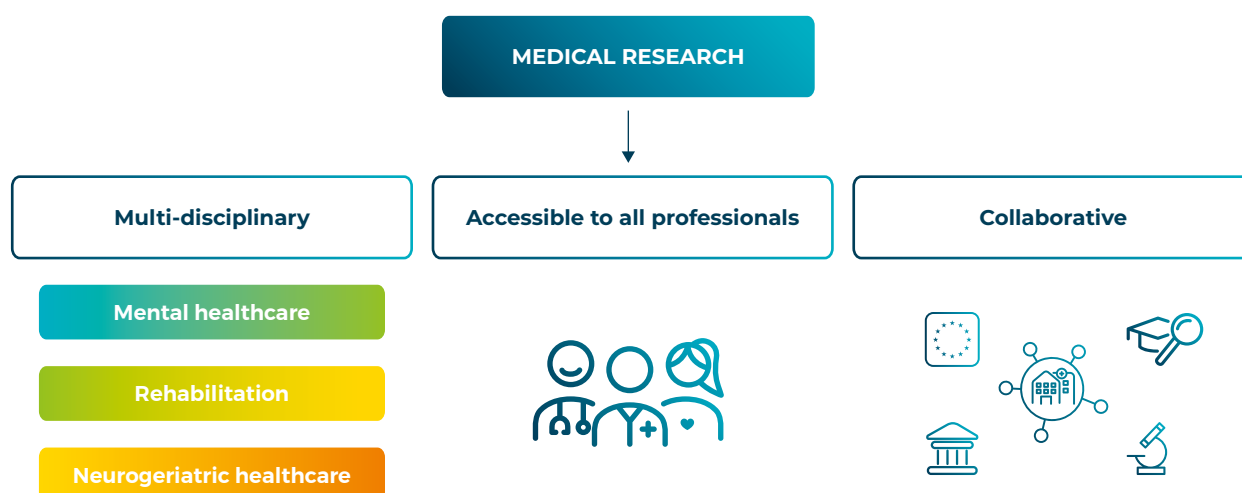 MEDICAL RESEARCH
Multi-disciplinary
Accessible to all professionals
Collaborative
Mental healthcare
Rehabilitation
Neurogeriatric healthcare